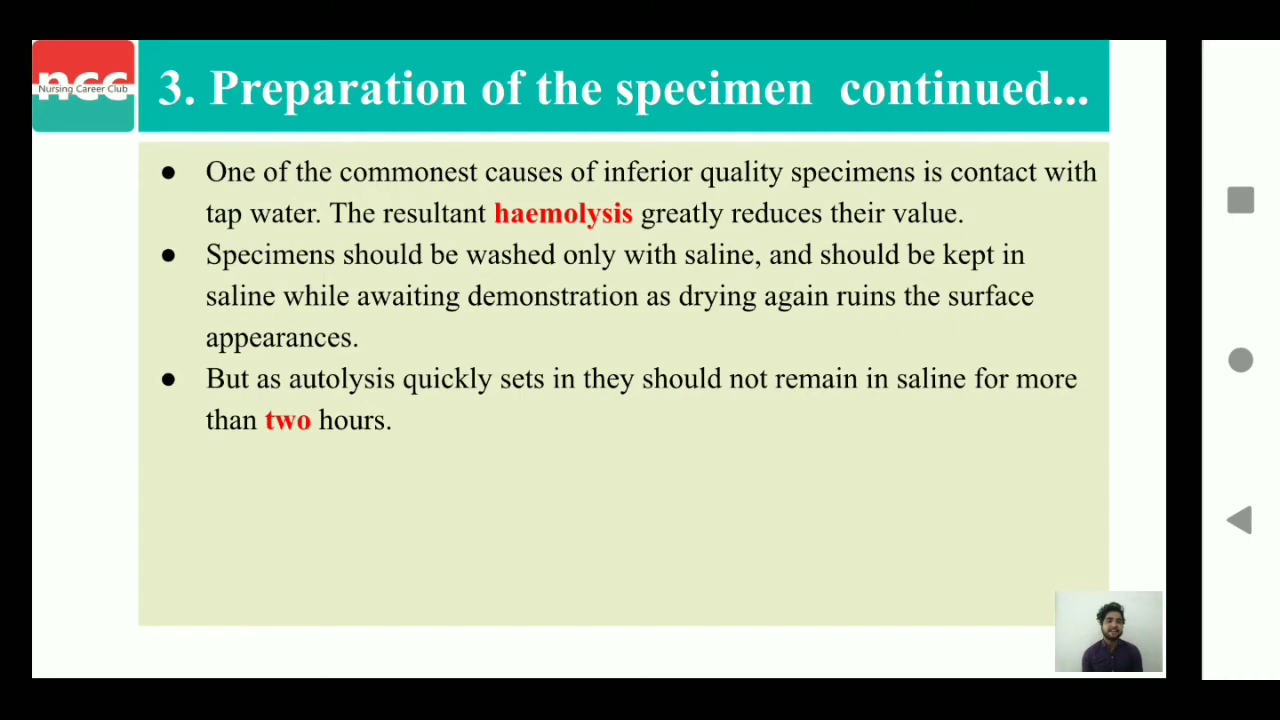 ncc
Nursing Career Club
3. Preparation of the specimen continued...
● One of the commonest causes of inferior quality specimens is contact with
tap water. The resultant haemolysis greatly reduces their value.
● Specimens should be washed only with saline, and should be kept in
saline while awaiting demonstration as drying again ruins the surface
appearances.
● But as autolysis quickly sets in they should not remain in saline for more
than two hours.